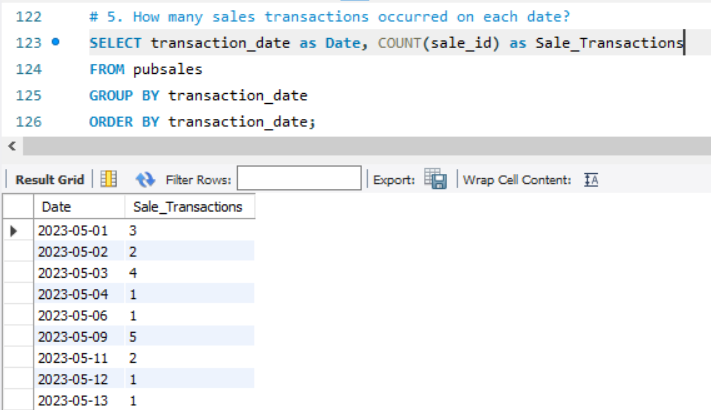 122 # 5. How many sales transactions occurred on each date?
123 SELECT transaction_date as Date, COUNT(sale_id) as Sale_Transactions
124 FROM pubsales
125 GROUP BY transaction_date
126 ORDER BY transaction_date;
Result Grid Filter Rows: Export: Wrap Cell Content: IA
Date Sale_Transactions
2023-05-01 3
2023-05-02 2
2023-05-03 4
2023-05-04 1
2023-05-06 1
2023-05-09 5
2023-05-11 2
2023-05-12 1
2023-05-13 1